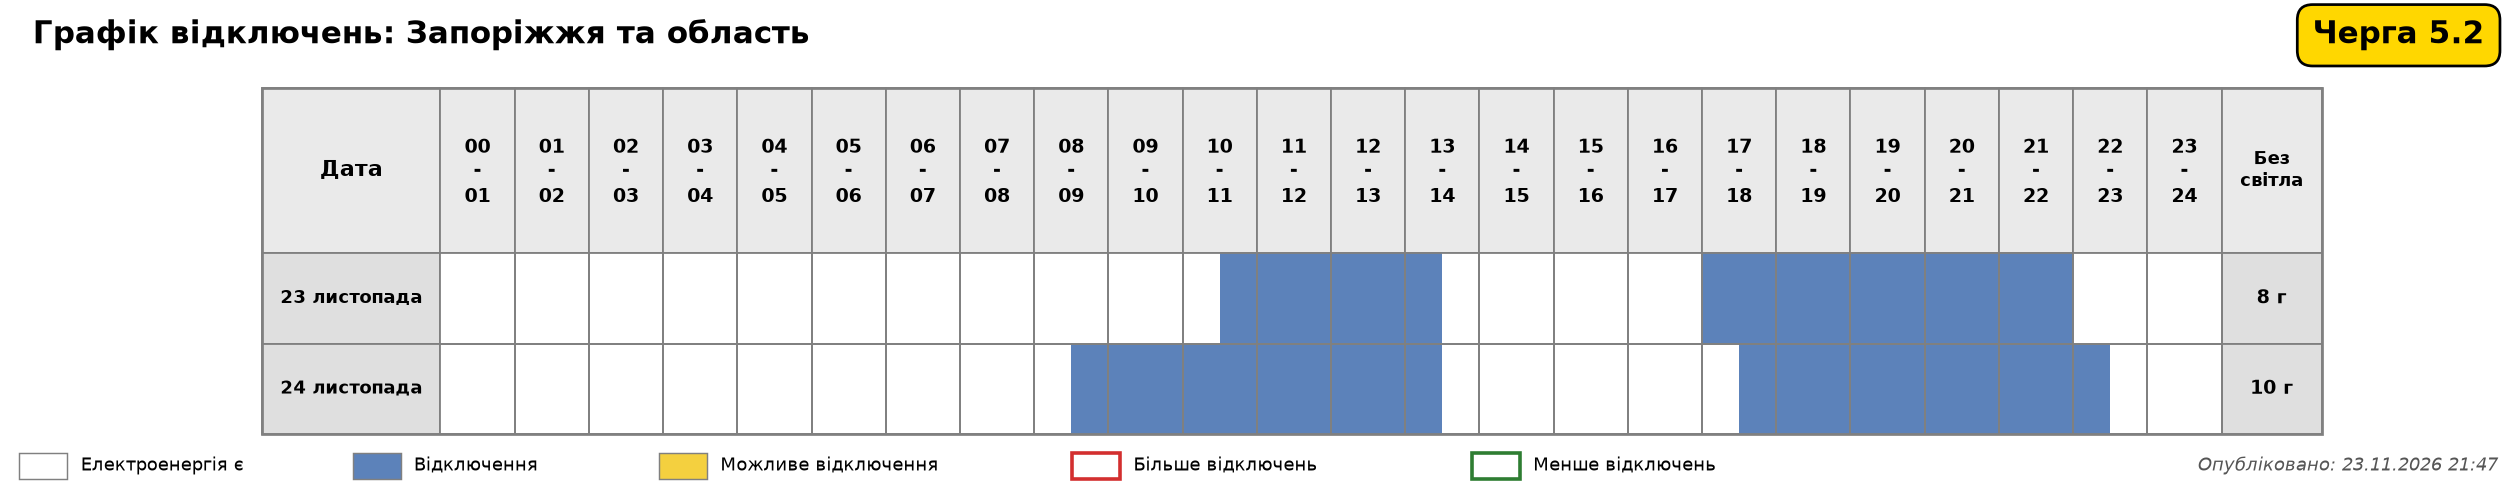 Графік відключень: Запоріжжя та область
Черга 5.2
Дата 00 - 01 01 - 02 02 - 03 03 - 04 04 - 05 05 - 06 06 - 07 07 - 08 08 - 09 09 - 10 10 - 11 11 - 12 12 - 13 13 - 14 14 - 15 15 - 16 16 - 17 17 - 18 18 - 19 19 - 20 20 - 21 21 - 22 22 - 23 23 - 24 Без світла
23 листопада 8 г
24 листопада 10 г
Електроенергія є Відключення Можливе відключення Більше відключень Менше відключень Опубліковано: 23.11.2026 21:47